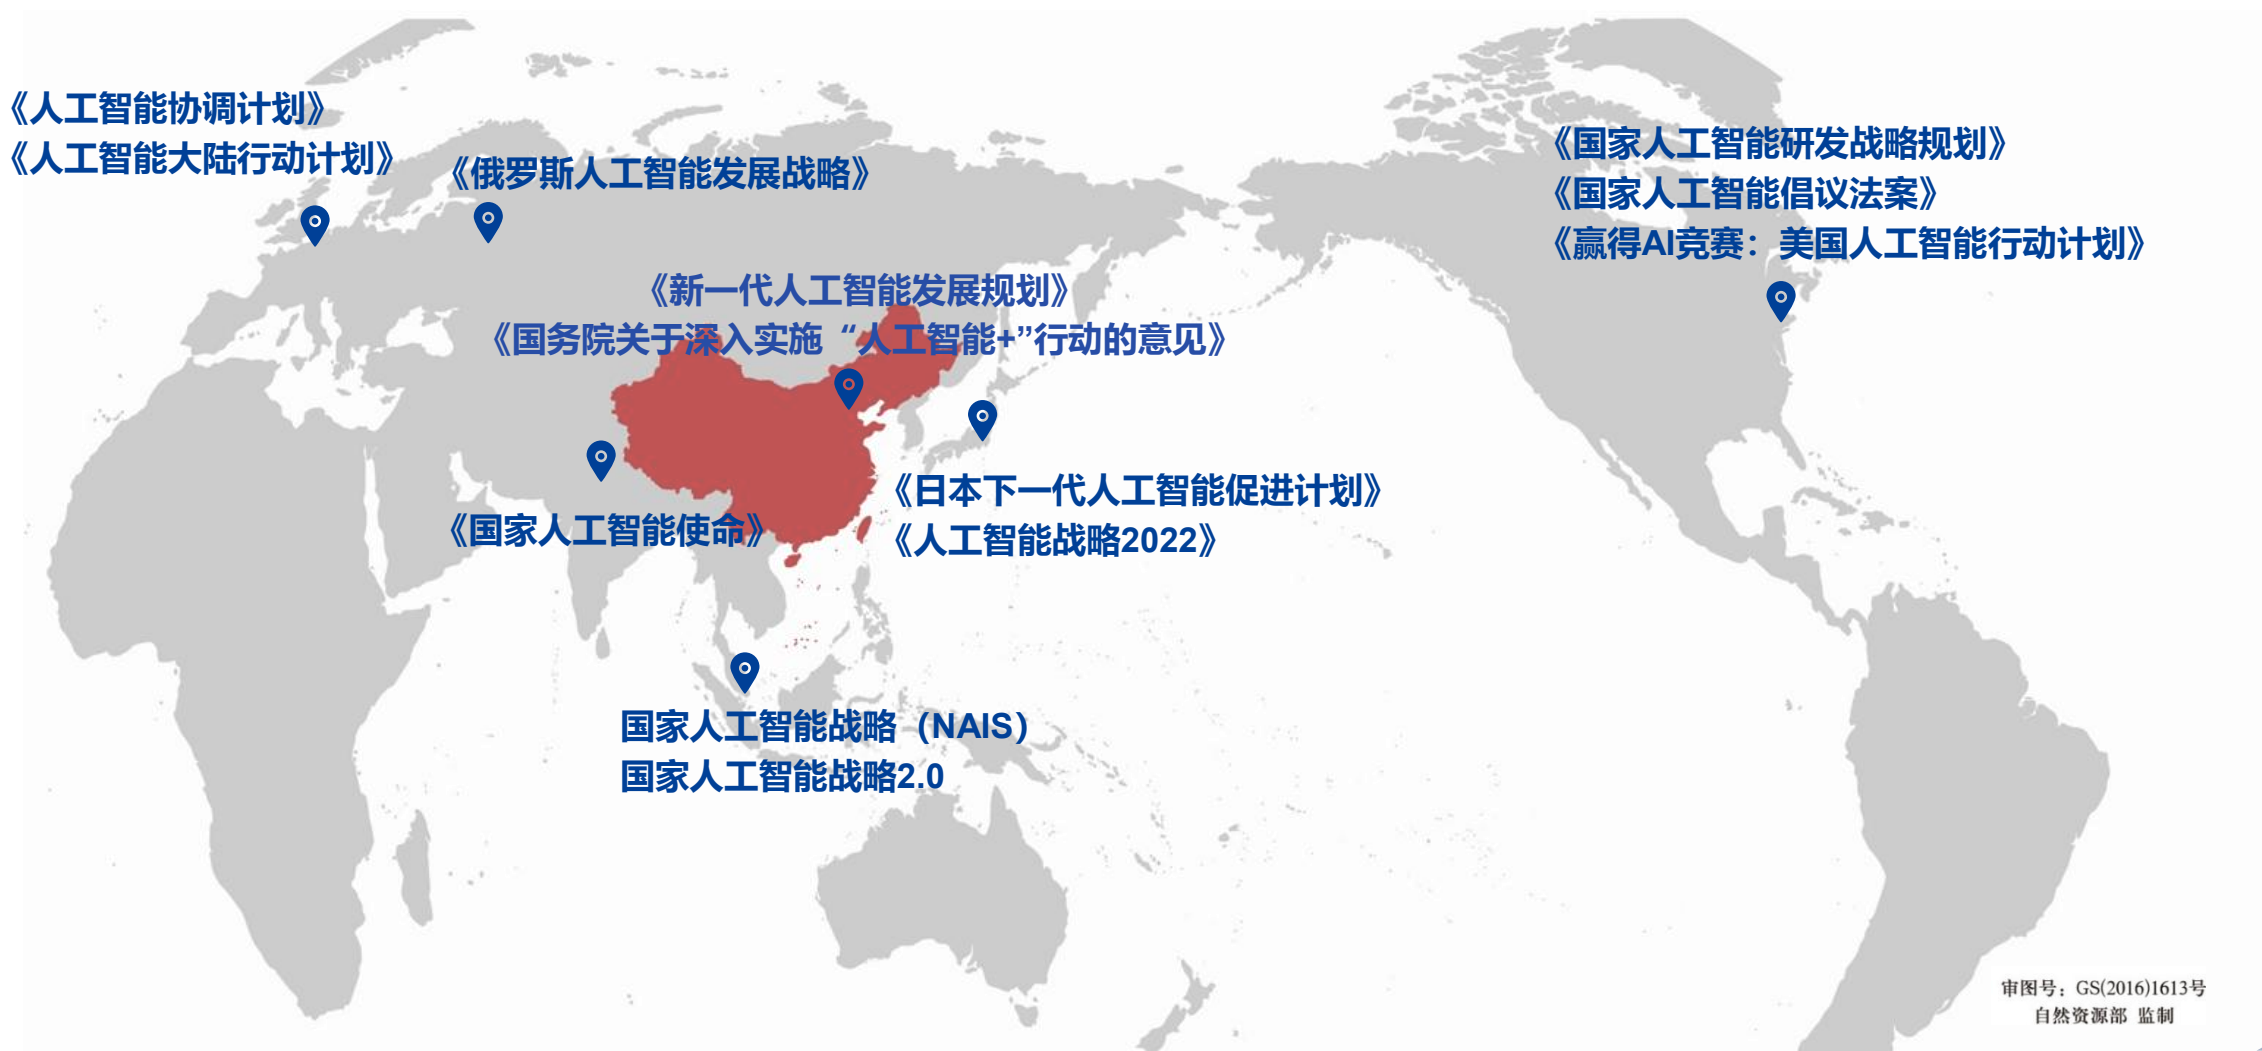 《人工智能协调计划》
《人工智能大陆行动计划》
《俄罗斯人工智能发展战略》
《国家人工智能研发战略规划》
《国家人工智能倡议法案》
《赢得AI竞赛：美国人工智能行动计划》
《新一代人工智能发展规划》
《国务院关于深入实施“人工智能+”行动的意见》
《国家人工智能使命》
《日本下一代人工智能促进计划》
《人工智能战略2022》
国家人工智能战略（NAIS）
国家人工智能战略2.0
审图号：GS(2016)1613号
自然资源部 监制